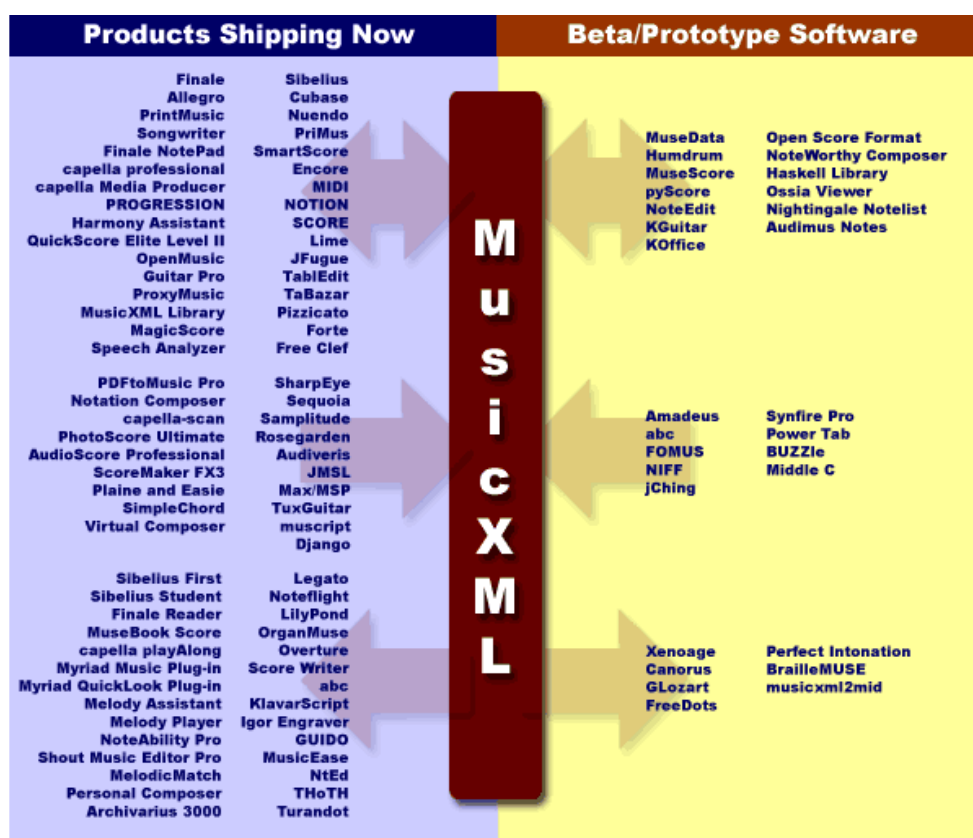 Products Shipping Now
Beta/Prototype Software
Finale Sibelius
Allegro Cubase
PrintMusic Nuendo
Songwriter PriMus
Finale NotePad SmartScore
capella professional Encore
capella Media Producer MIDI
PROGRESSION NOTION
Harmony Assistant SCORE
QuickScore Elite Level II Lime
OpenMusic JFugue
Guitar Pro TablEdit
ProxyMusic TaBazar
MusicXML Library Pizzicato
MagicScore Forte
Speech Analyzer Free Clef
PDFtoMusic Pro SharpEye
Notation Composer Sequoia
capella-scan Samplitude
PhotoScore Ultimate Rosegarden
AudioScore Professional Audiveris
ScoreMaker FX3 JMSL
Plaine and Easie Max/MSP
SimpleChord TuxGuitar
Virtual Composer muscript
Django
Sibelius First Legato
Sibelius Student Noteflight
Finale Reader LilyPond
MuseBook Score OrganMuse
capella playAlong Overture
Myriad Music Plug-in Score Writer
Myriad QuickLook Plug-in abc
Melody Assistant KlavarScript
Melody Player Igor Engraver
NoteAbility Pro GUIDO
Shout Music Editor Pro MusicEase
MelodicMatch NtEd
Personal Composer THoTH
Archivarius 3000 Turandot
MusicXML
MuseData Open Score Format
Humdrum NoteWorthy Composer
MuseScore Haskell Library
pyScore Ossia Viewer
NoteEdit Nightingale Notelist
KGuitar Audimus Notes
KOffice
Amadeus Synfire Pro
abc Power Tab
FOMUS BUZZle
NIFF Middle C
jChing
Xenoage Perfect Intonation
Canorus BrailleMUSE
GLozart musicxml2mid
FreeDots